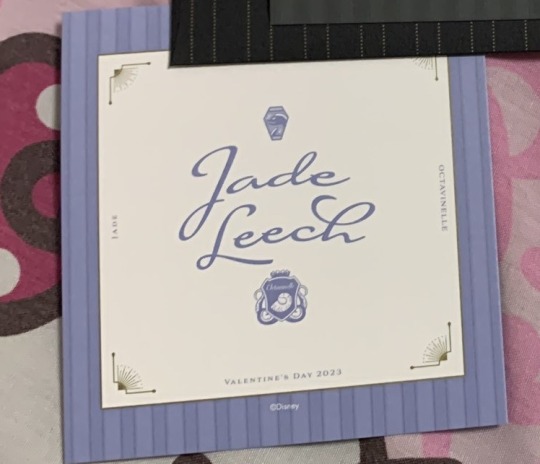 Jade
Leech
JADE
OCTAVINELLE
Octavinelle
VALENTINE'S DAY 2023
©Disney